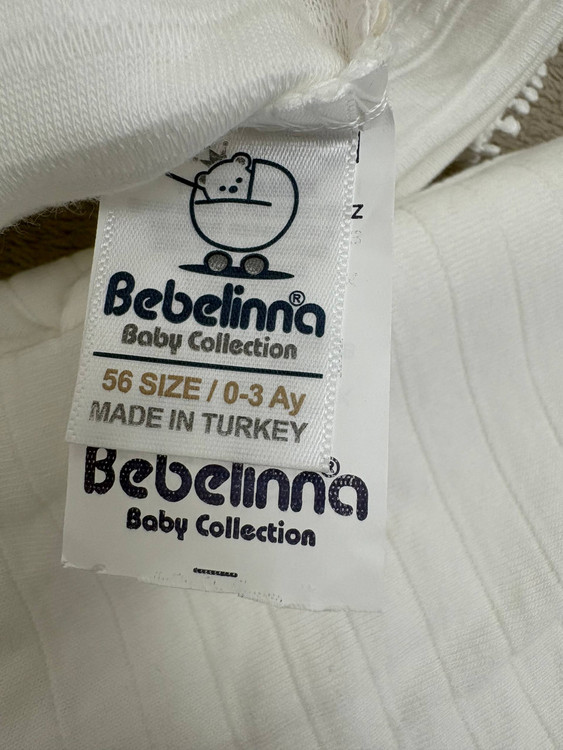 Bebelinna®
Baby Collection
56 SIZE / 0-3 Ay
MADE IN TURKEY
Z
Bebelinna®
Baby Collection